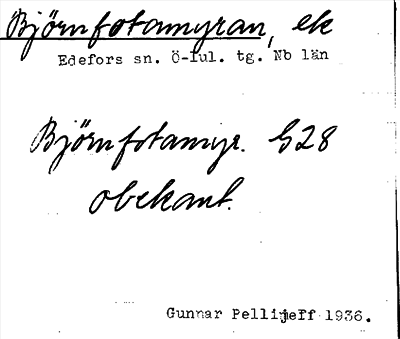 Björnfotamyran, ek
Edefors sn. Ö-lul. tg. Nb län
Björnfotamyr. G28
obekant.
Gunnar Pellijeff 1936.